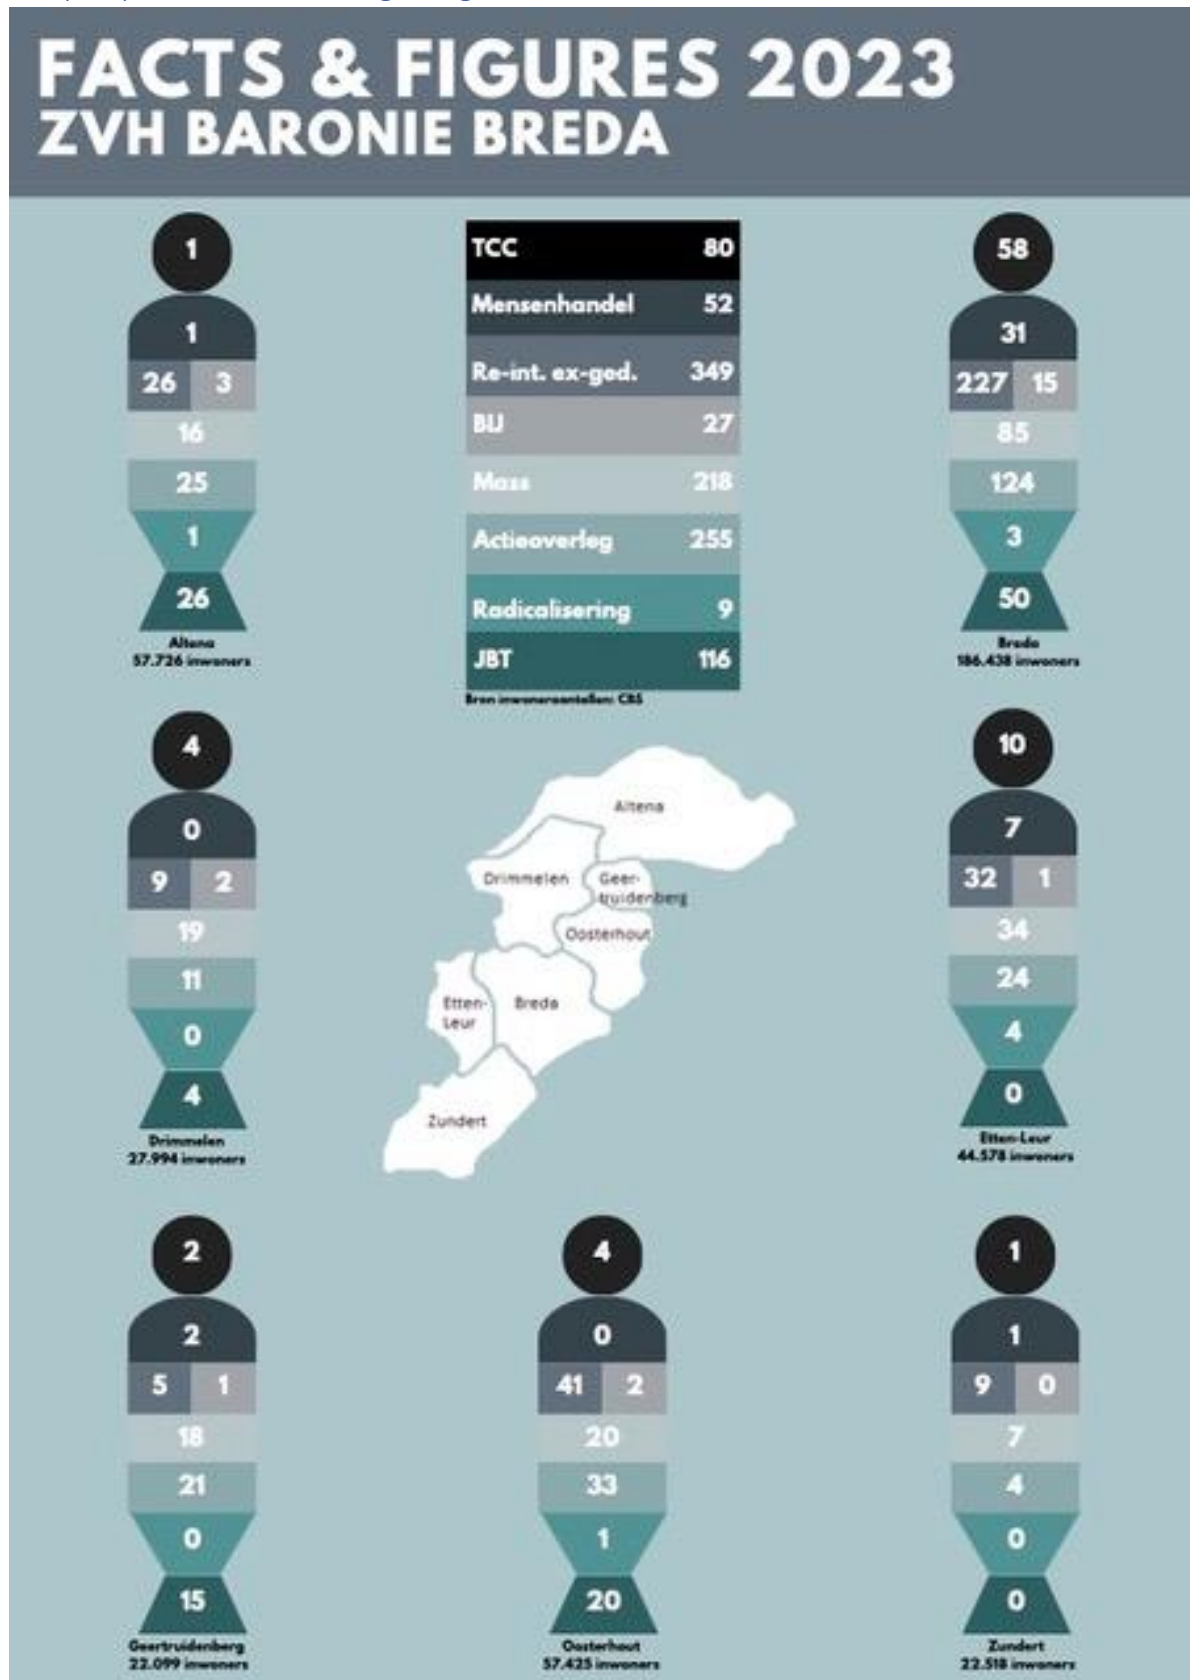 FACTS & FIGURES 2023
ZVH BARONIE BREDA
1
1
26 3
16
25
1
26
Altena
57.726 inwoners
TCC 80
Mensenhandel 52
Re-int. ex-ged. 349
BIJ 27
Mass 218
Actieoverleg 255
Radicalisering 9
JBT 116
Bron inwoneraantallen: CBS
58
31
227 15
85
124
3
50
Breda
186.438 inwoners
4
0
9 2
19
11
0
4
Drimmelen
27.994 inwoners
Altena
Drimmelen
Geer-
truidenberg
Oosterhout
Etten-
Leur
Breda
Zundert
10
7
32 1
34
24
4
0
Etten-Leur
44.578 inwoners
2
2
5 1
18
21
0
15
Geertruidenberg
22.099 inwoners
4
0
41 2
20
33
1
20
Oosterhout
57.425 inwoners
1
1
9 0
7
4
0
0
Zundert
22.518 inwoners